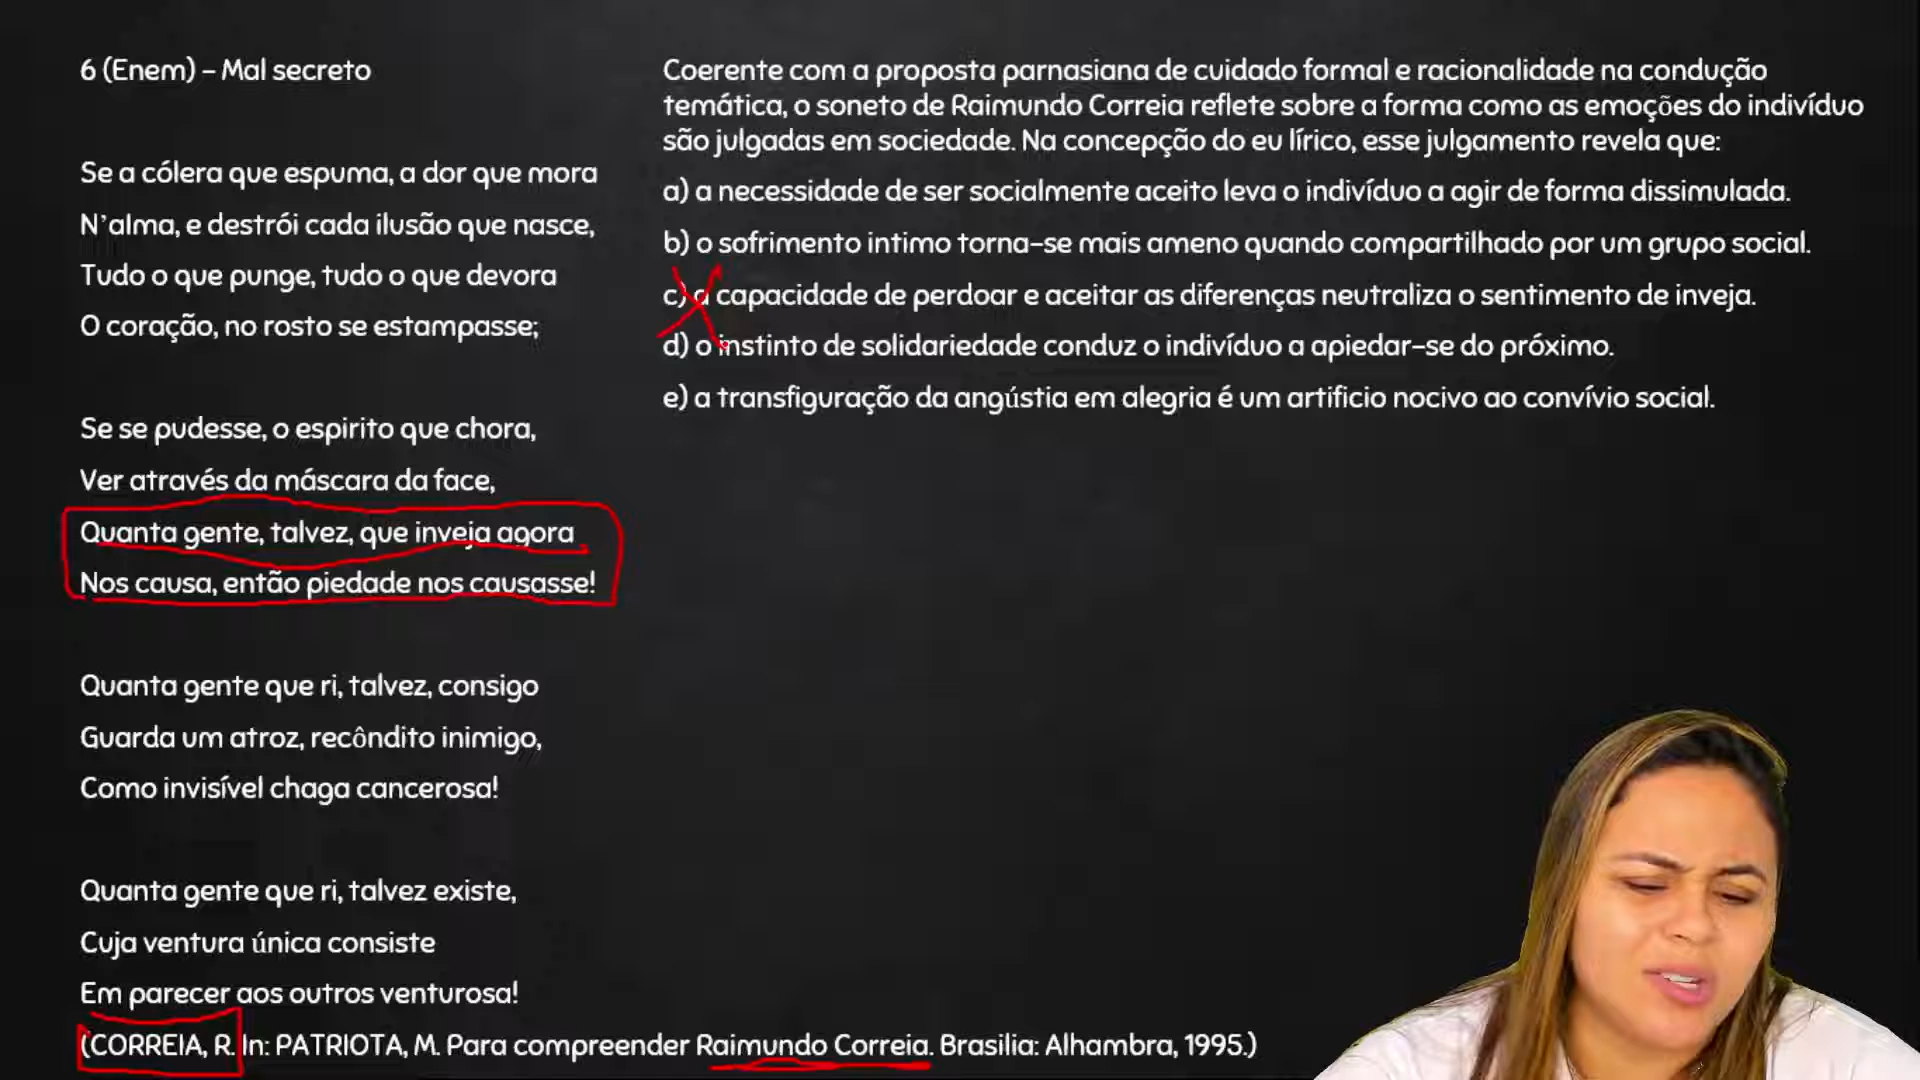 6 (Enem) – Mal secreto
Se a cólera que espuma, a dor que mora
N’alma, e destrói cada ilusão que nasce,
Tudo o que punge, tudo o que devora
O coração, no rosto se estampasse;
Se se pudesse, o espirito que chora,
Ver através da máscara da face,
Quanta gente, talvez, que inveja agora
Nos causa, então piedade nos causasse!
Quanta gente que ri, talvez, consigo
Guarda um atroz, recôndito inimigo,
Como invisível chaga cancerosa!
Quanta gente que ri, talvez existe,
Cuja ventura única consiste
Em parecer aos outros venturosa!
(CORREIA, R. In: PATRIOTA, M. Para compreender Raimundo Correia. Brasilia: Alhambra, 1995.)
Coerente com a proposta parnasiana de cuidado formal e racionalidade na condução
temática, o soneto de Raimundo Correia reflete sobre a forma como as emoções do indivíduo
são julgadas em sociedade. Na concepção do eu lírico, esse julgamento revela que:
a) a necessidade de ser socialmente aceito leva o indivíduo a agir de forma dissimulada.
b) o sofrimento intimo torna-se mais ameno quando compartilhado por um grupo social.
c) a capacidade de perdoar e aceitar as diferenças neutraliza o sentimento de inveja.
d) o instinto de solidariedade conduz o indivíduo a apiedar-se do próximo.
e) a transfiguração da angústia em alegria é um artificio nocivo ao convívio social.